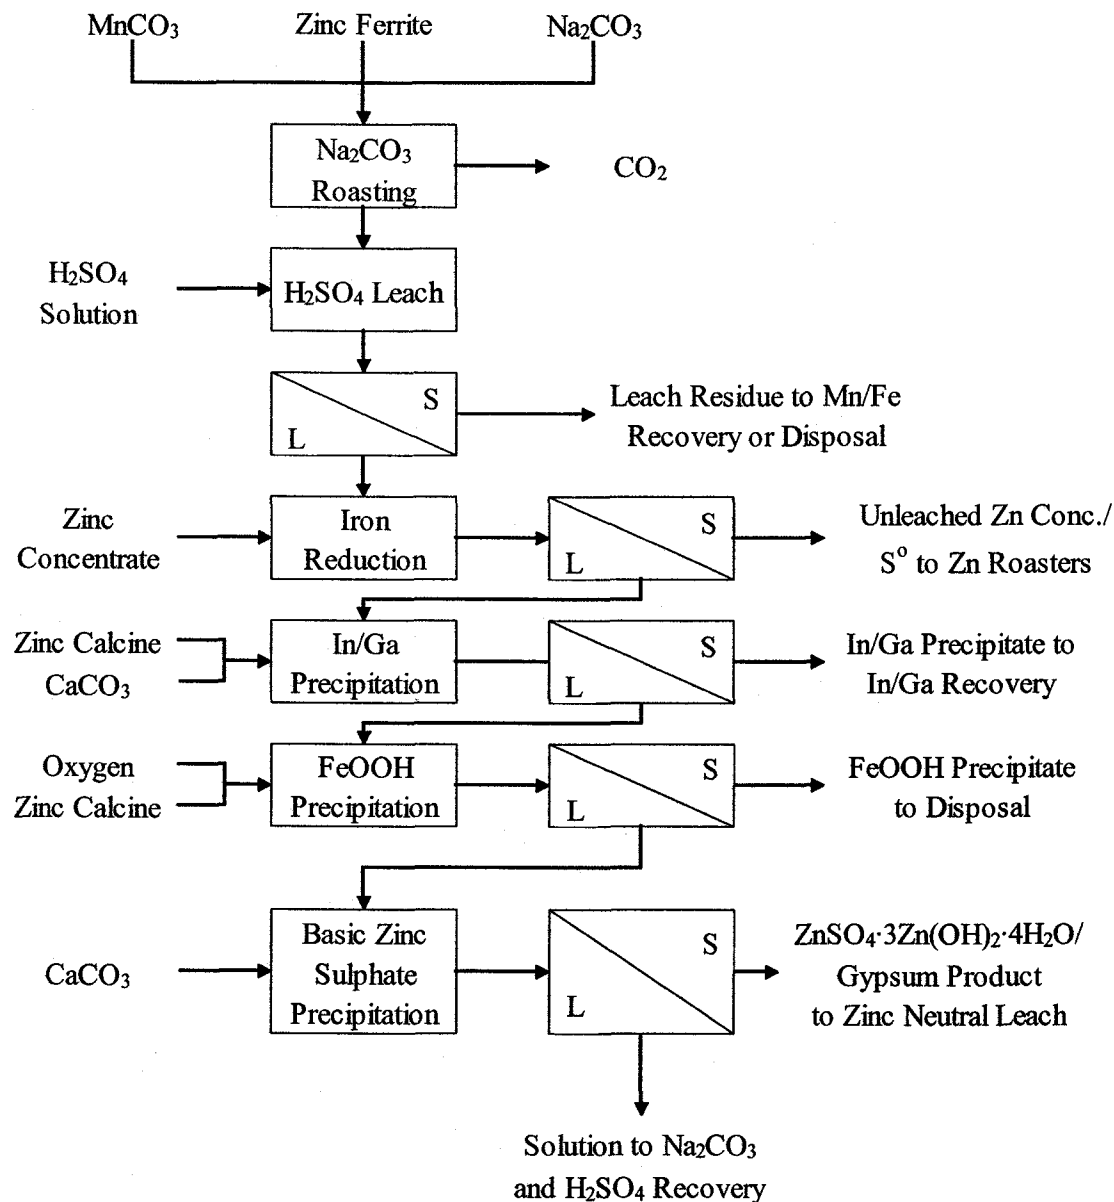 MnCO₃
Zinc Ferrite
Na₂CO₃
Na₂CO₃
Roasting
CO₂
H₂SO₄
Solution
H₂SO₄ Leach
S
L
Leach Residue to Mn/Fe
Recovery or Disposal
Zinc
Concentrate
Iron
Reduction
S
L
Unleached Zn Conc./
S° to Zn Roasters
Zinc Calcine
CaCO₃
In/Ga
Precipitation
S
L
In/Ga Precipitate to
In/Ga Recovery
Oxygen
Zinc Calcine
FeOOH
Precipitation
S
L
FeOOH Precipitate
to Disposal
CaCO₃
Basic Zinc
Sulphate
Precipitation
S
L
ZnSO₄·3Zn(OH)₂·4H₂O/
Gypsum Product
to Zinc Neutral Leach
Solution to Na₂CO₃
and H₂SO₄ Recovery